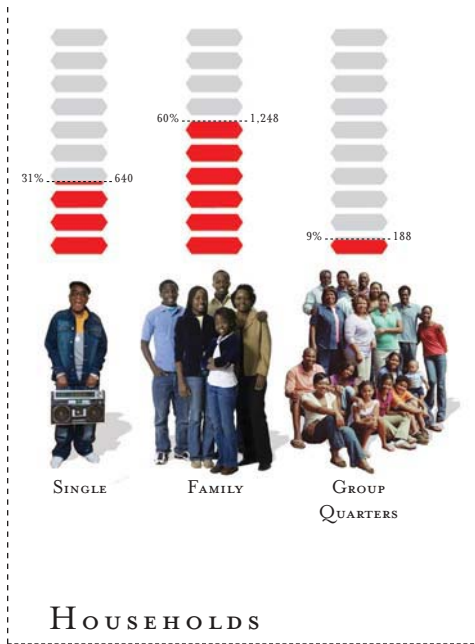 60% 1,248
31% 640
9% 188
Single
Family
Group
Quarters
Households